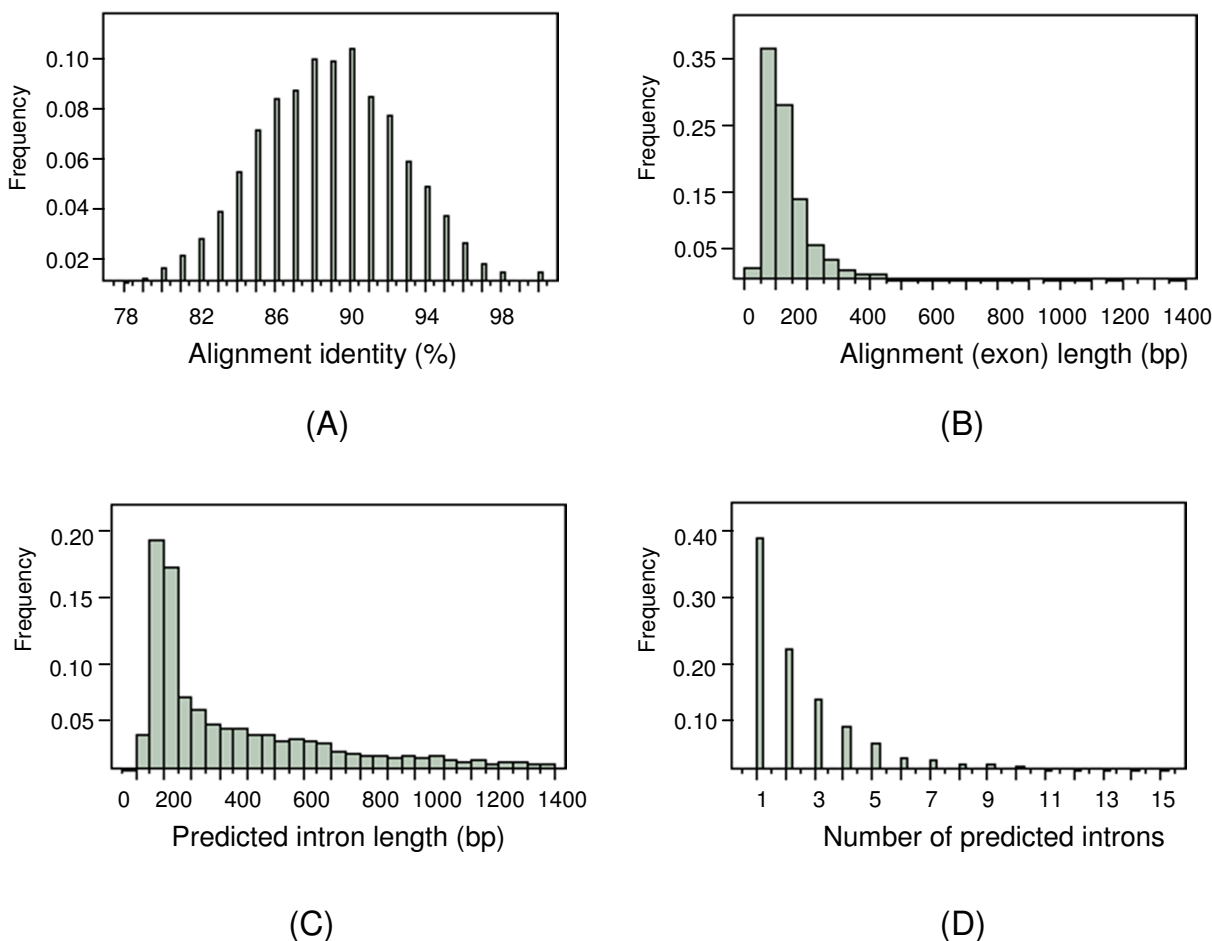 Frequency
0.10
0.08
0.06
0.04
0.02
78 82 86 90 94 98
Alignment identity (%)
(A)
Frequency
0.35
0.25
0.15
0.05
0 200 400 600 800 1000 1200 1400
Alignment (exon) length (bp)
(B)
Frequency
0.20
0.15
0.10
0.05
0 200 400 600 800 1000 1200 1400
Predicted intron length (bp)
(C)
Frequency
0.40
0.30
0.20
0.10
1 3 5 7 9 11 13 15
Number of predicted introns
(D)